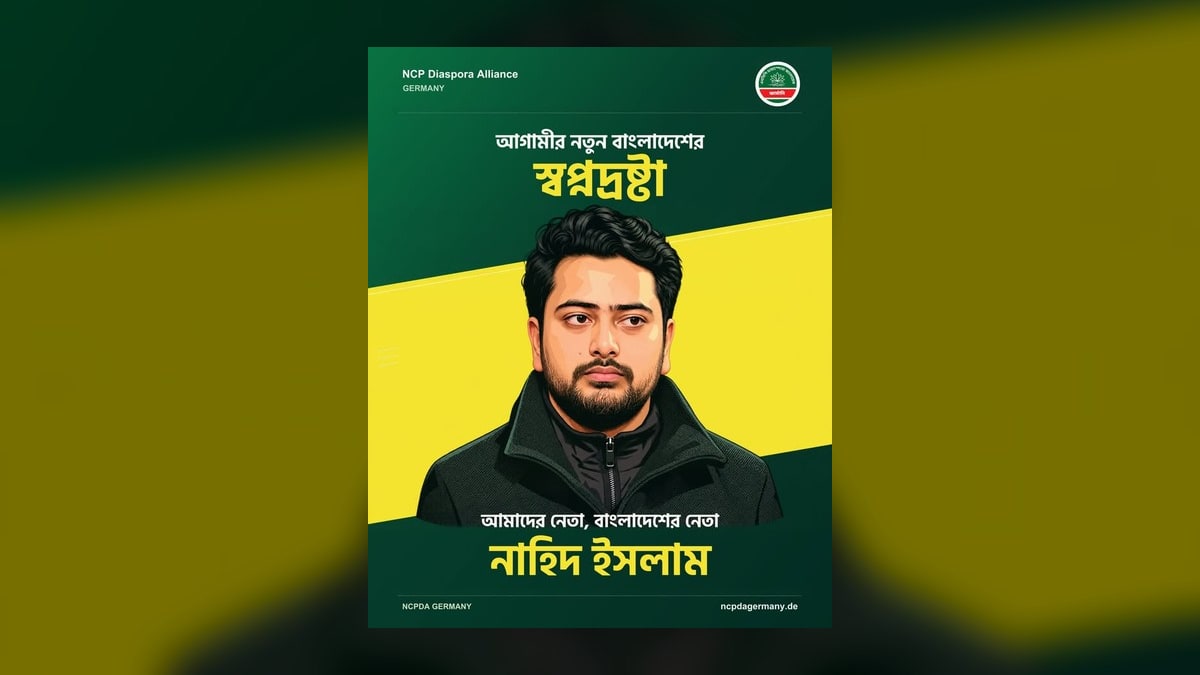 NCP Diaspora Alliance
GERMANY
আগামীর নতুন বাংলাদেশের
স্বপ্নদ্রষ্টা
আমাদের নেতা, বাংলাদেশের নেতা
নাহিদ ইসলাম
NCPDA GERMANY
ncpdagermany.de